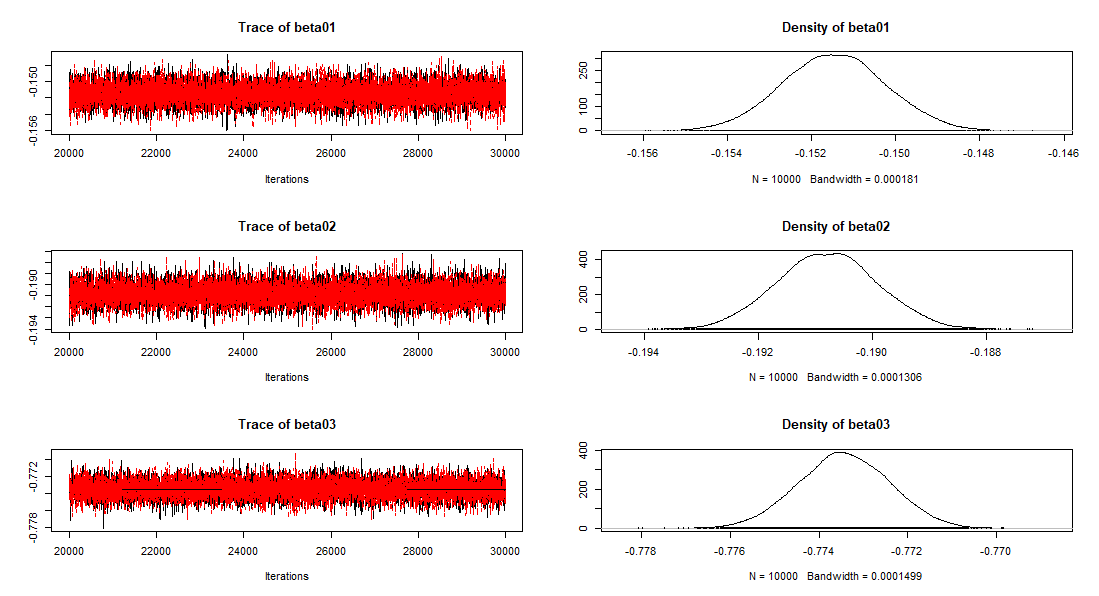 Trace of beta01
-0.150
-0.156
20000 22000 24000 26000 28000 30000
Iterations
Density of beta01
250
100
0
-0.156 -0.154 -0.152 -0.150 -0.148 -0.146
N = 10000 Bandwidth = 0.000181
Trace of beta02
-0.190
-0.194
20000 22000 24000 26000 28000 30000
Iterations
Density of beta02
400
200
0
-0.194 -0.192 -0.190 -0.188
N = 10000 Bandwidth = 0.0001306
Trace of beta03
-0.772
-0.778
20000 22000 24000 26000 28000 30000
Iterations
Density of beta03
400
200
0
-0.778 -0.776 -0.774 -0.772 -0.770
N = 10000 Bandwidth = 0.0001499